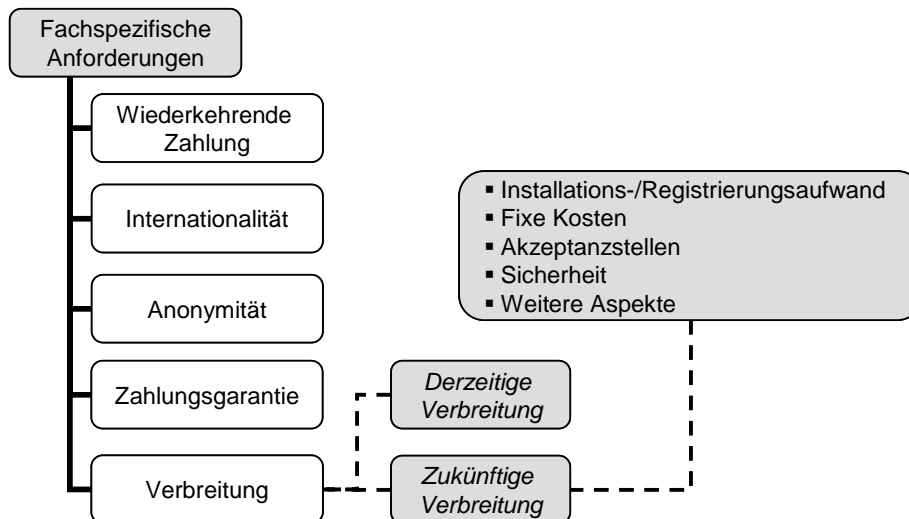 Fachspezifische
Anforderungen
Wiederkehrende
Zahlung
Internationalität
Anonymität
Zahlungsgarantie
Verbreitung
Derzeitige
Verbreitung
Zukünftige
Verbreitung
▪ Installations-/Registrierungsaufwand
▪ Fixe Kosten
▪ Akzeptanzstellen
▪ Sicherheit
▪ Weitere Aspekte